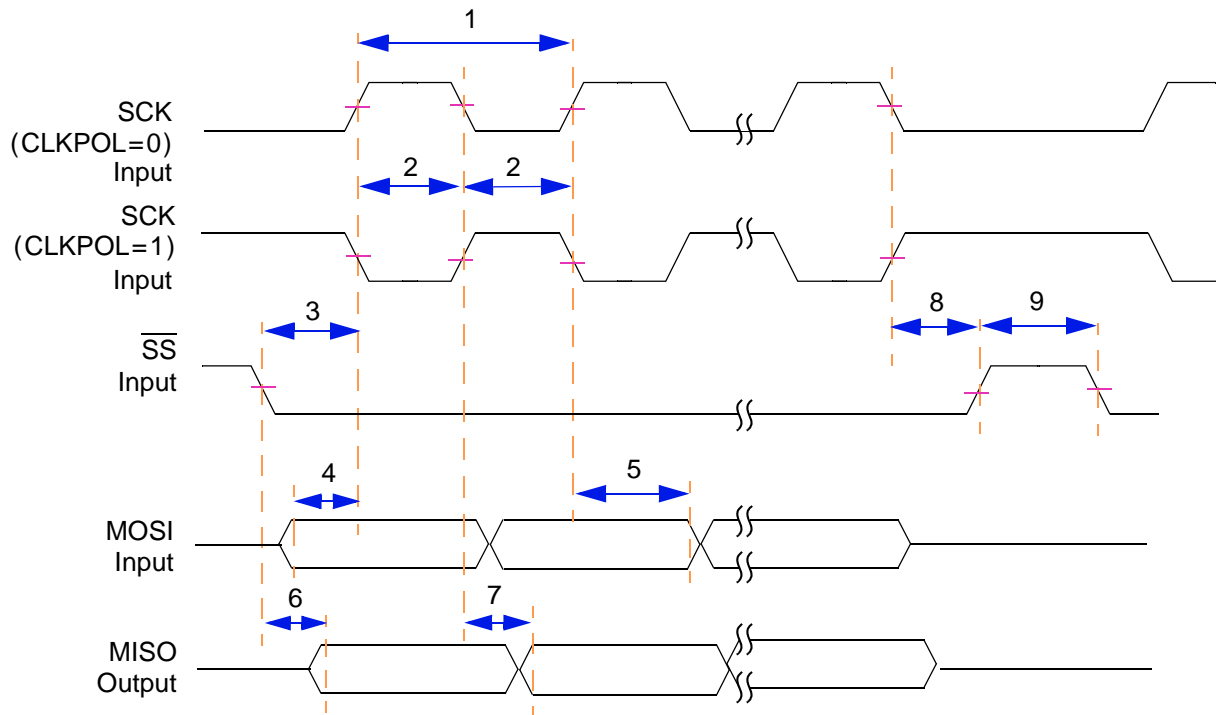 1
SCK
(CLKPOL=0)
Input
2
2
SCK
(CLKPOL=1)
Input
3
8
9
SS
Input
4
5
MOSI
Input
6
7
MISO
Output